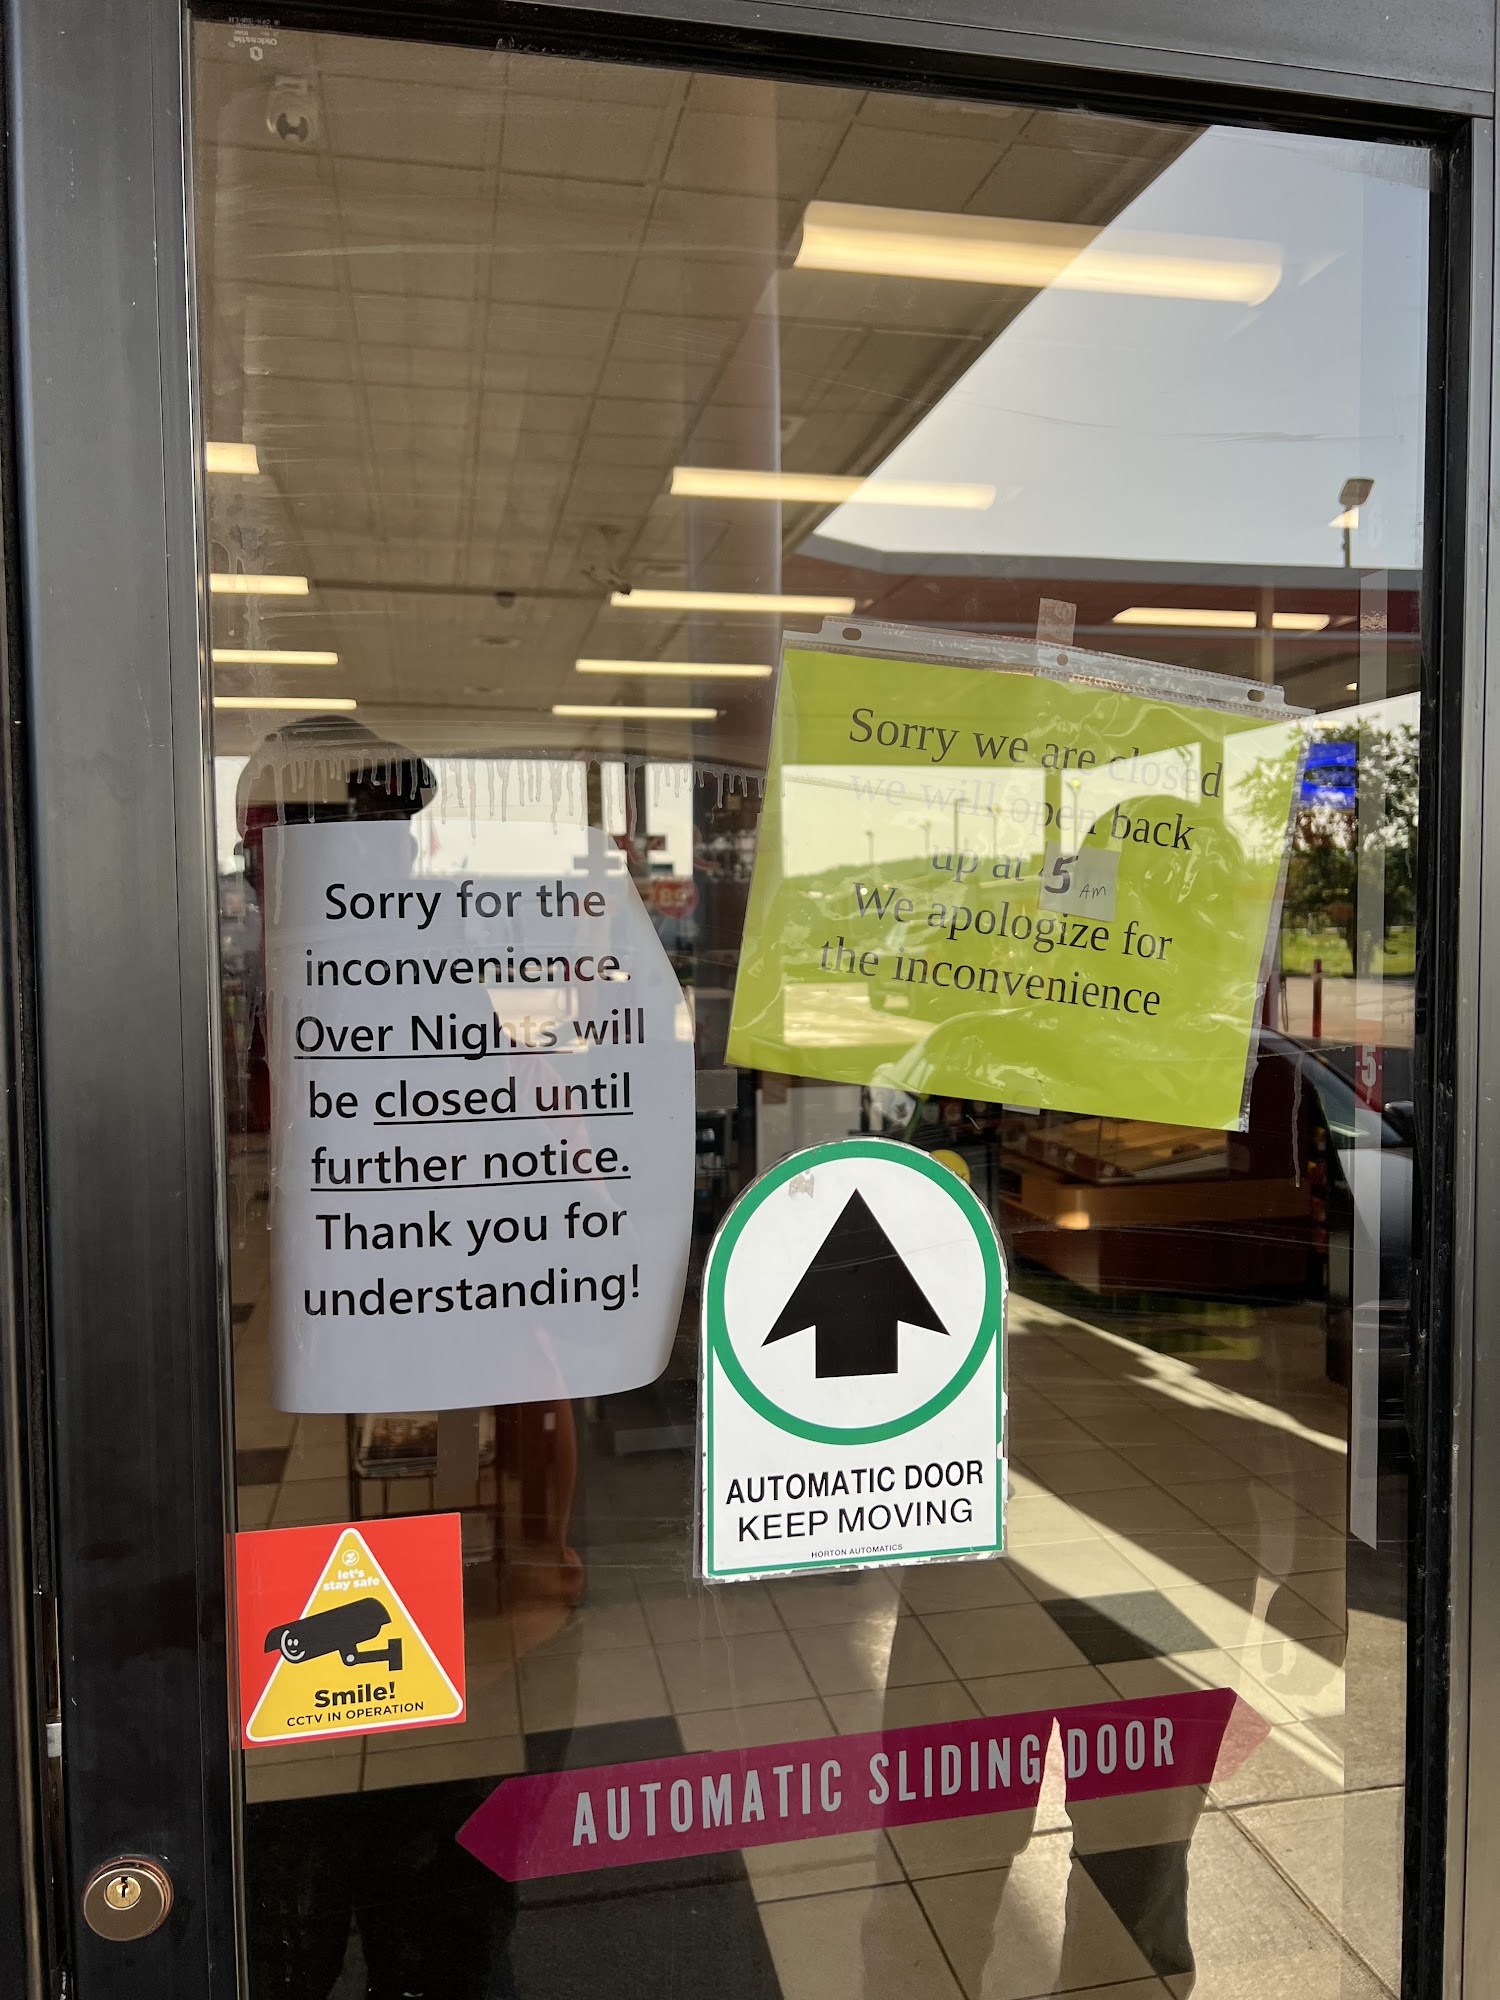 Sorry for the
inconvenience.
Over Nights will
be closed until
further notice.
Thank you for
understanding!
Sorry we are closed
we will open back
up at 5 AM
We apologize for
the inconvenience
AUTOMATIC DOOR
KEEP MOVING
HORTON AUTOMATICS
let's
stay safe
Smile!
CCTV IN OPERATION
AUTOMATIC SLIDING DOOR
5